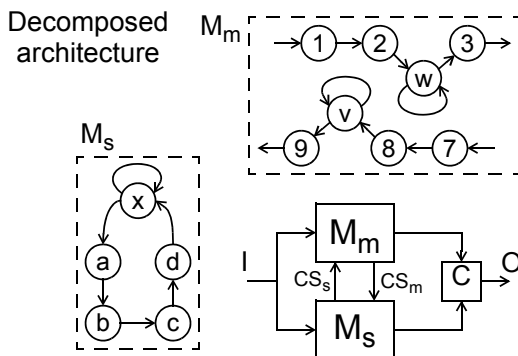 Decomposed
architecture
Mm
1 2 3
w
v
9 8 7
Ms
x
a d
b c
I Mm O
CSs CSm C
Ms